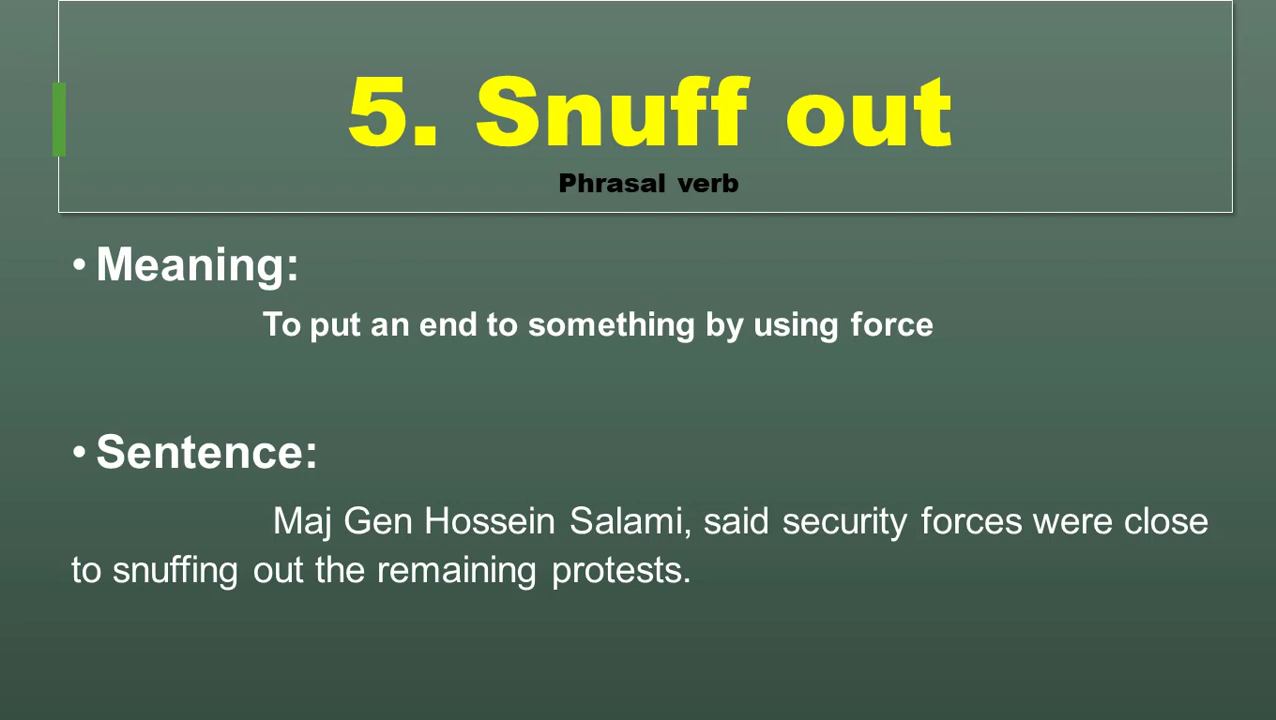 5. Snuff out
Phrasal verb
• Meaning:
To put an end to something by using force
• Sentence:
Maj Gen Hossein Salami, said security forces were close
to snuffing out the remaining protests.